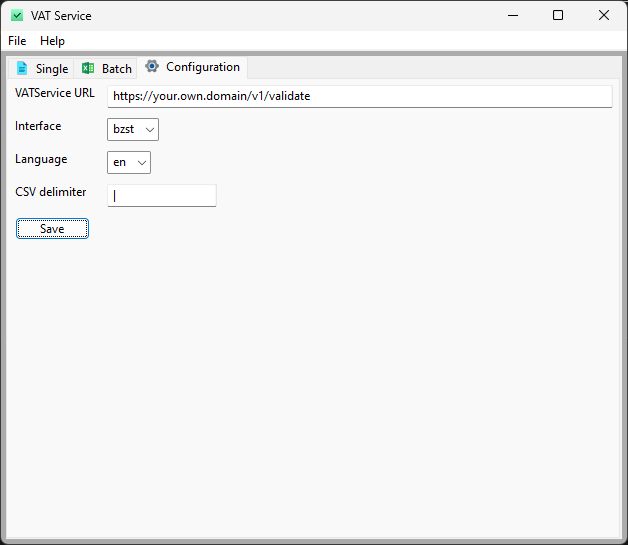 VAT Service
File Help
Single Batch Configuration
VATService URL https://your.own.domain/v1/validate
Interface bzst
Language en
CSV delimiter |
Save